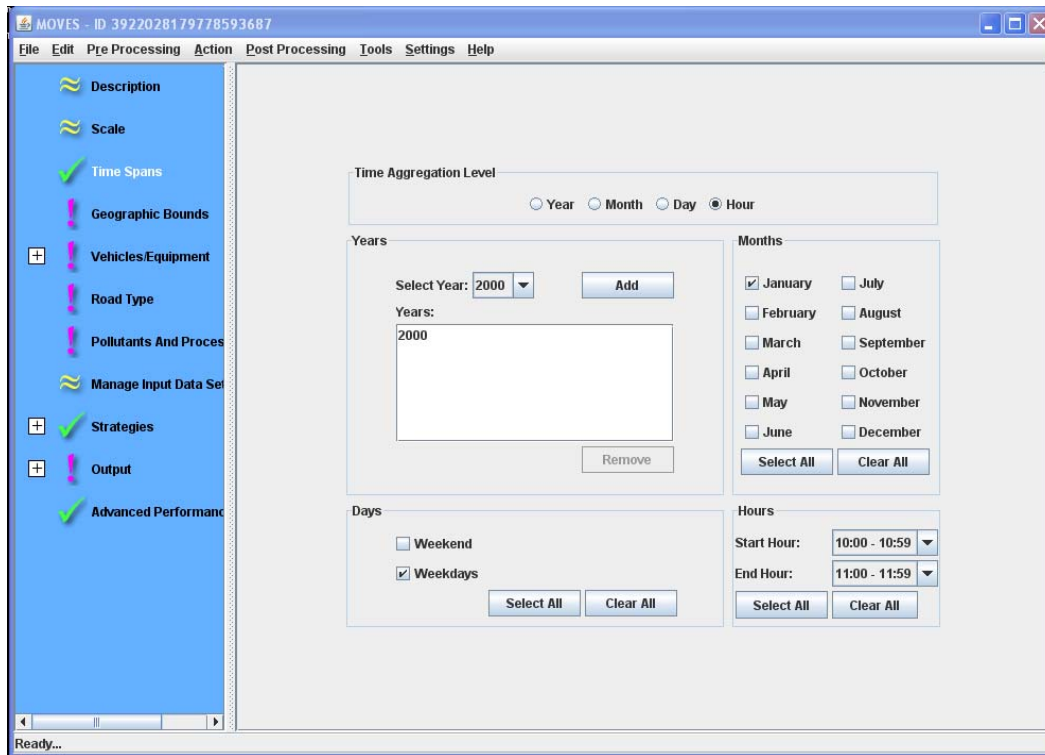 MOVES - ID 3922028179778593687
File Edit Pre Processing Action Post Processing Tools Settings Help
Description
Scale
Time Spans
Geographic Bounds
Vehicles/Equipment
Road Type
Pollutants And Proces
Manage Input Data Set
Strategies
Output
Advanced Performanc
Time Aggregation Level
Year Month Day Hour
Years
Select Year: 2000 Add
Years:
2000
Remove
Months
January July
February August
March September
April October
May November
June December
Select All Clear All
Days
Weekend
Weekdays
Select All Clear All
Hours
Start Hour: 10:00 - 10:59
End Hour: 11:00 - 11:59
Select All Clear All
Ready...